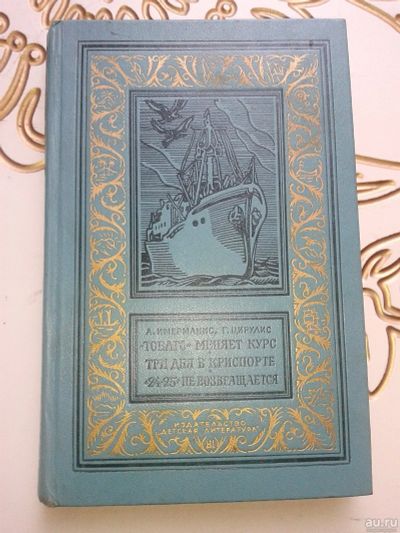 А. ИМЕРМАНИС, Г. ЦИРУЛИС
«ТОБАГО» МЕНЯЕТ КУРС
ТРИ ДНЯ В КРИСПОРТЕ
«24-25» НЕ ВОЗВРАЩАЕТСЯ
ИЗДАТЕЛЬСТВО
"ДЕТСКАЯ ЛИТЕРАТУРА"
au.ru